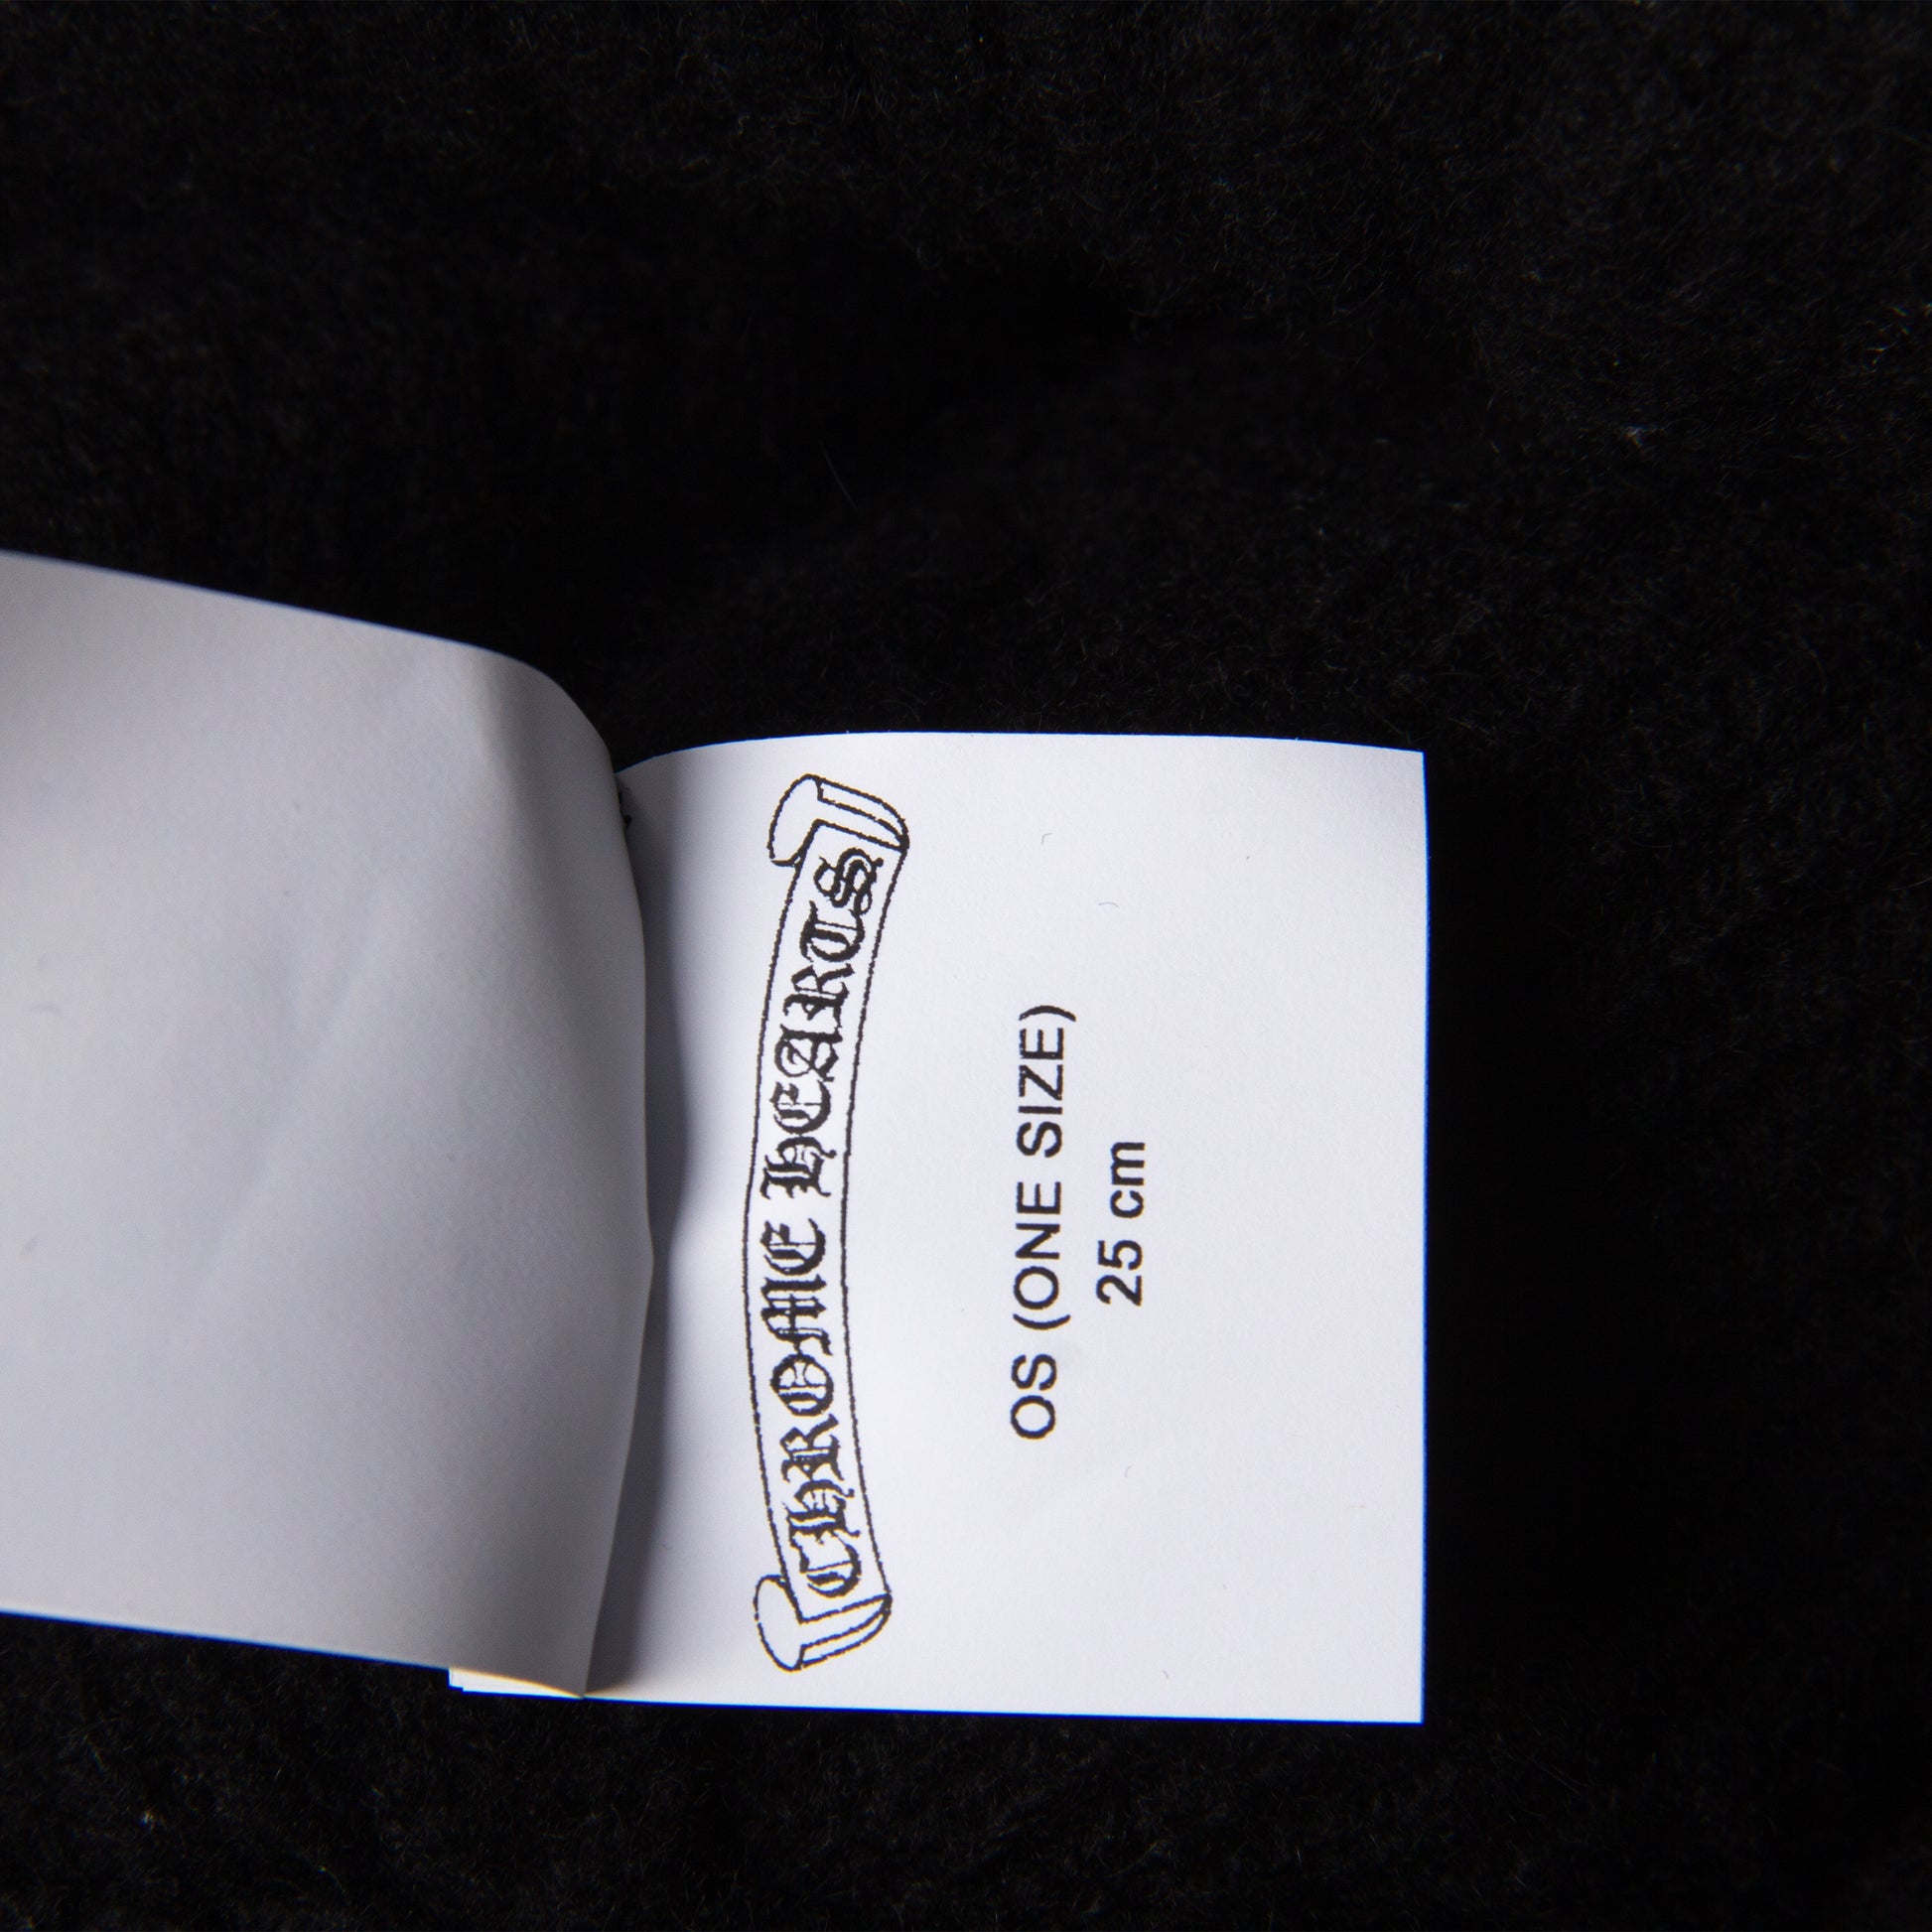 CHROME HEARTS
OS (ONE SIZE)
25 cm